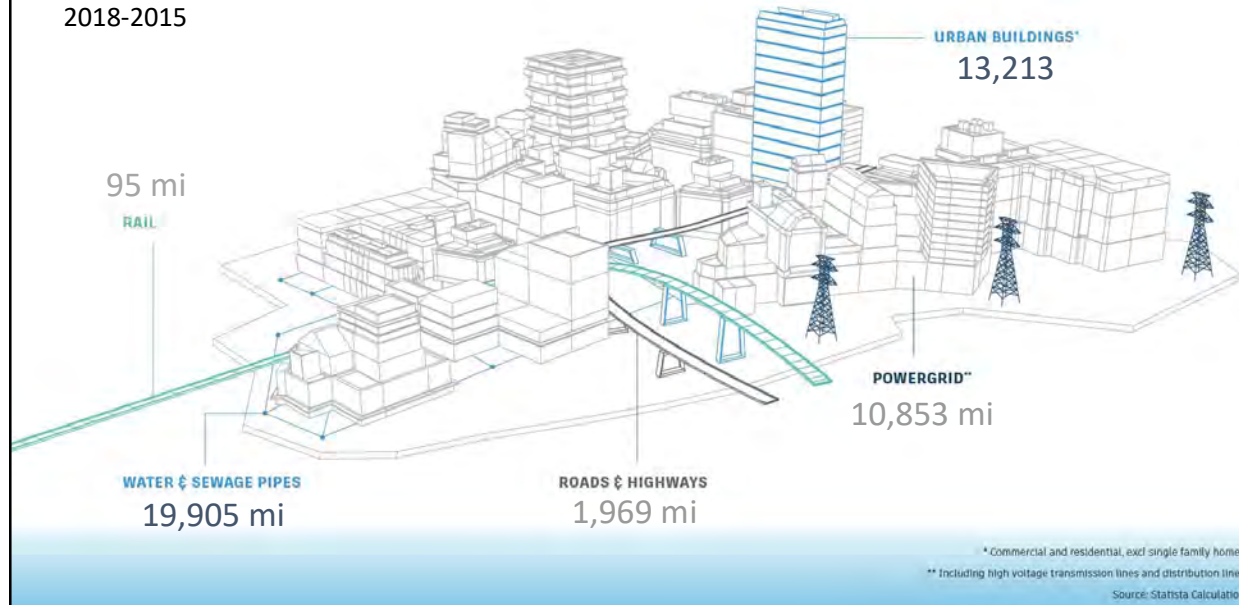 2018-2015
URBAN BUILDINGS*
13,213
95 mi
RAIL
POWERGRID**
10,853 mi
WATER & SEWAGE PIPES
19,905 mi
ROADS & HIGHWAYS
1,969 mi
* Commercial and residential, excl single family home
** Including high voltage transmission lines and distribution line
Source: Statista Calculatio